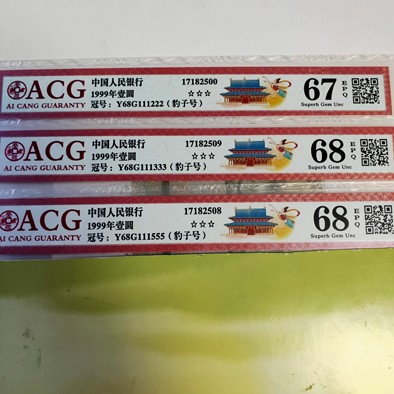 ACG
AI CANG GUARANTY
中国人民银行 17182500
1999年壹圆 ☆☆☆
冠号：Y68G111222（豹子号）
67 EPQ
Superb Gem Unc
ACG
AI CANG GUARANTY
中国人民银行 17182509
1999年壹圆 ☆☆☆
冠号：Y68G111333（豹子号）
68 EPQ
Superb Gem Unc
ACG
AI CANG GUARANTY
中国人民银行 17182508
1999年壹圆 ☆☆☆
冠号：Y68G111555（豹子号）
68 EPQ
Superb Gem Unc